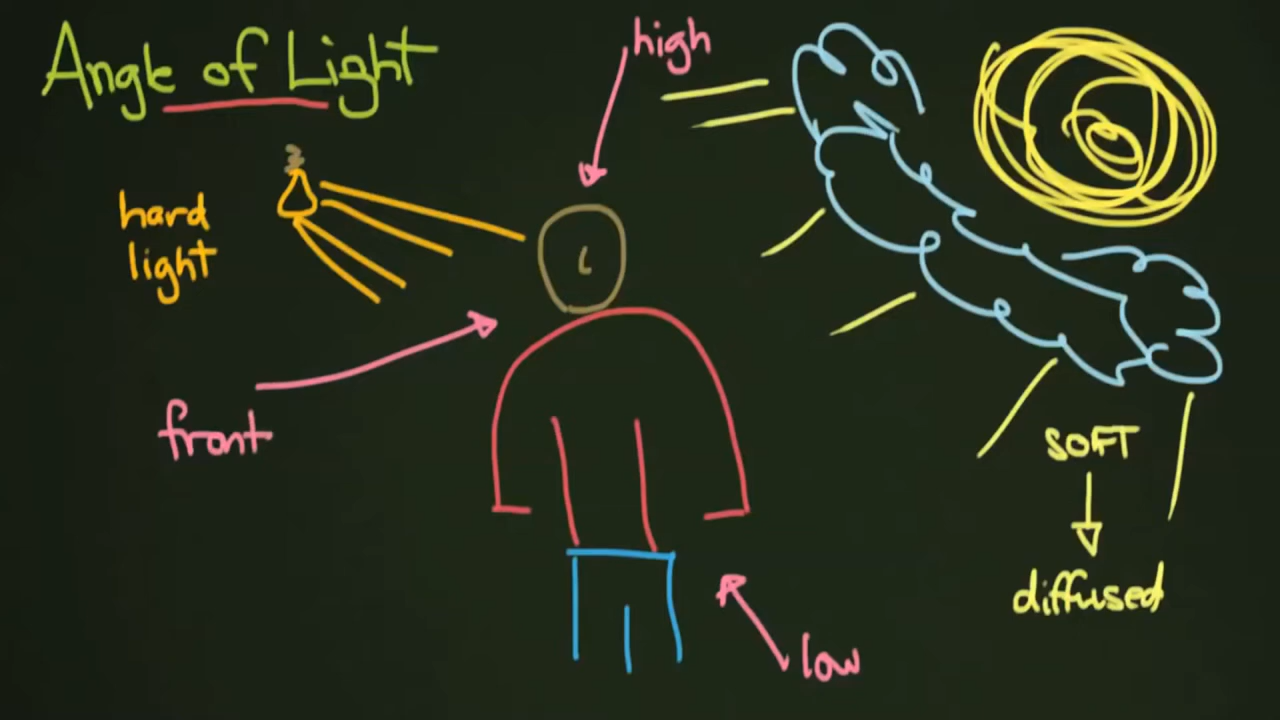 Angle of Light
high
hard
light
front
SOFT
diffused
low